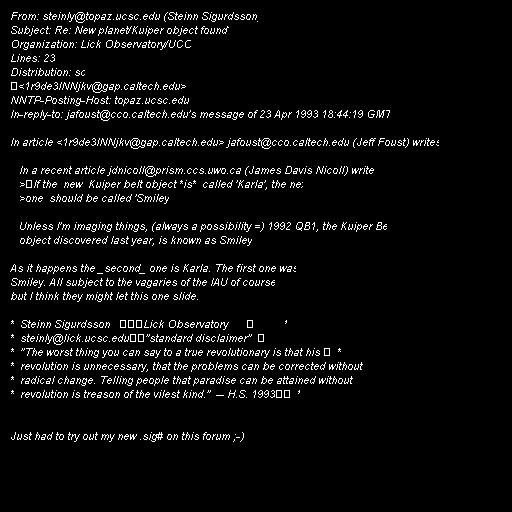 From: steinly@topaz.ucsc.edu (Steinn Sigurdsson)
Subject: Re: New planet/Kuiper object found
Organization: Lick Observatory/UCO
Lines: 23
Distribution: sc
<1r9de3INNjkv@gap.caltech.edu>
NNTP-Posting-Host: topaz.ucsc.edu
In-reply-to: jafoust@cco.caltech.edu's message of 23 Apr 1993 18:44:19 GMT
In article <1r9de3INNjkv@gap.caltech.edu> jafoust@cco.caltech.edu (Jeff Foust) writes
In a recent article jdnicoll@prism.ccs.uwo.ca (James Davis Nicoll) write
> If the new Kuiper belt object *is* called 'Karla', the nex
>one should be called 'Smiley
Unless I'm imaging things, (always a possibility =) 1992 QB1, the Kuiper Be
object discovered last year, is known as Smiley
As it happens the _second_ one is Karla. The first one was
Smiley. All subject to the vagaries of the IAU of course
but I think they might let this one slide.
* Steinn Sigurdsson Lick Observatory *
* steinly@lick.ucsc.edu "standard disclaimer"
* "The worst thing you can say to a true revolutionary is that his *
* revolution is unnecessary, that the problems can be corrected without
* radical change. Telling people that paradise can be attained without
* revolution is treason of the vilest kind." -- H.S. 1993 *
Just had to try out my new .sig# on this forum ;-)